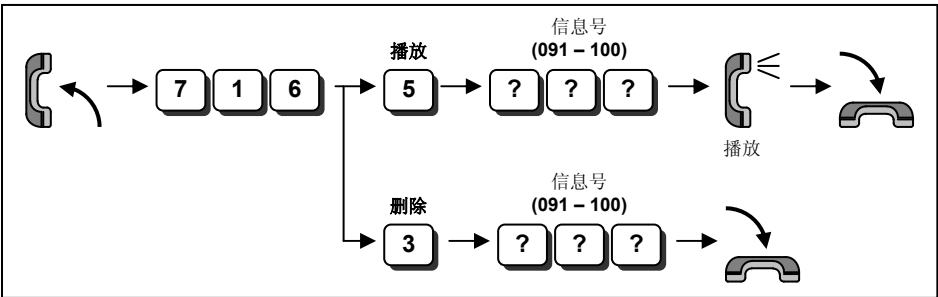 信息号
播放 (091 – 100)
7 1 6 5 ? ? ?
播放
信息号
删除 (091 – 100)
3 ? ? ?